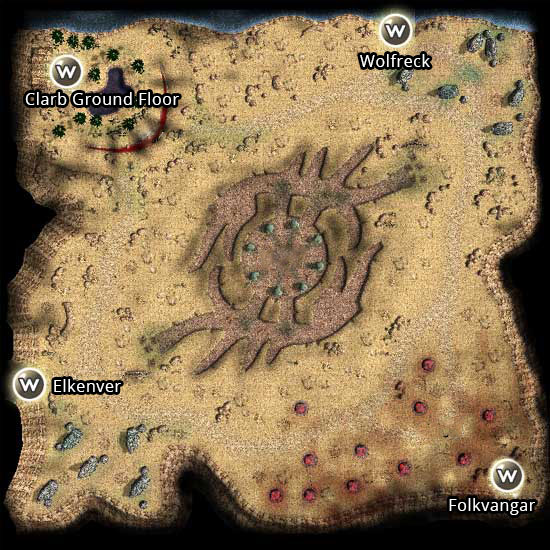 W
Wolfreck
W
Clarb Ground Floor
W
Elkenver
W
Folkvangar